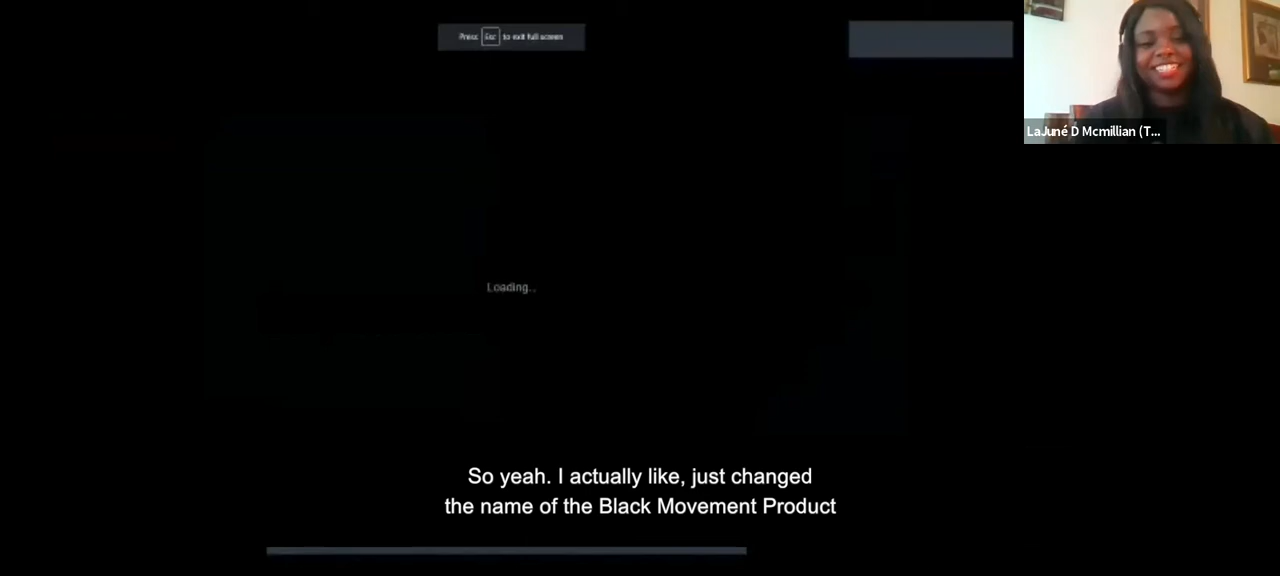 Press Esc to exit full screen
LaJuné D Mcmillian (T...
Loading..
So yeah. I actually like, just changed
the name of the Black Movement Product